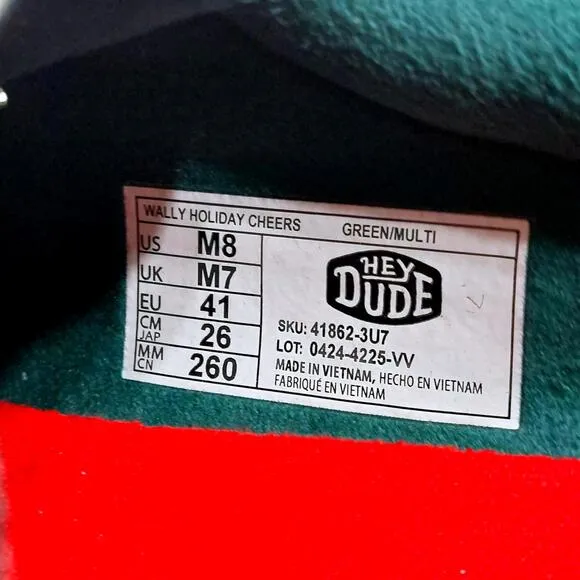 WALLY HOLIDAY CHEERS GREEN/MULTI
US M8
UK M7
EU 41
CM JAP 26
MM CN 260
HEY DUDE
SKU: 41862-3U7
LOT: 0424-4225-VV
MADE IN VIETNAM, HECHO EN VIETNAM
FABRIQUÉ EN VIETNAM